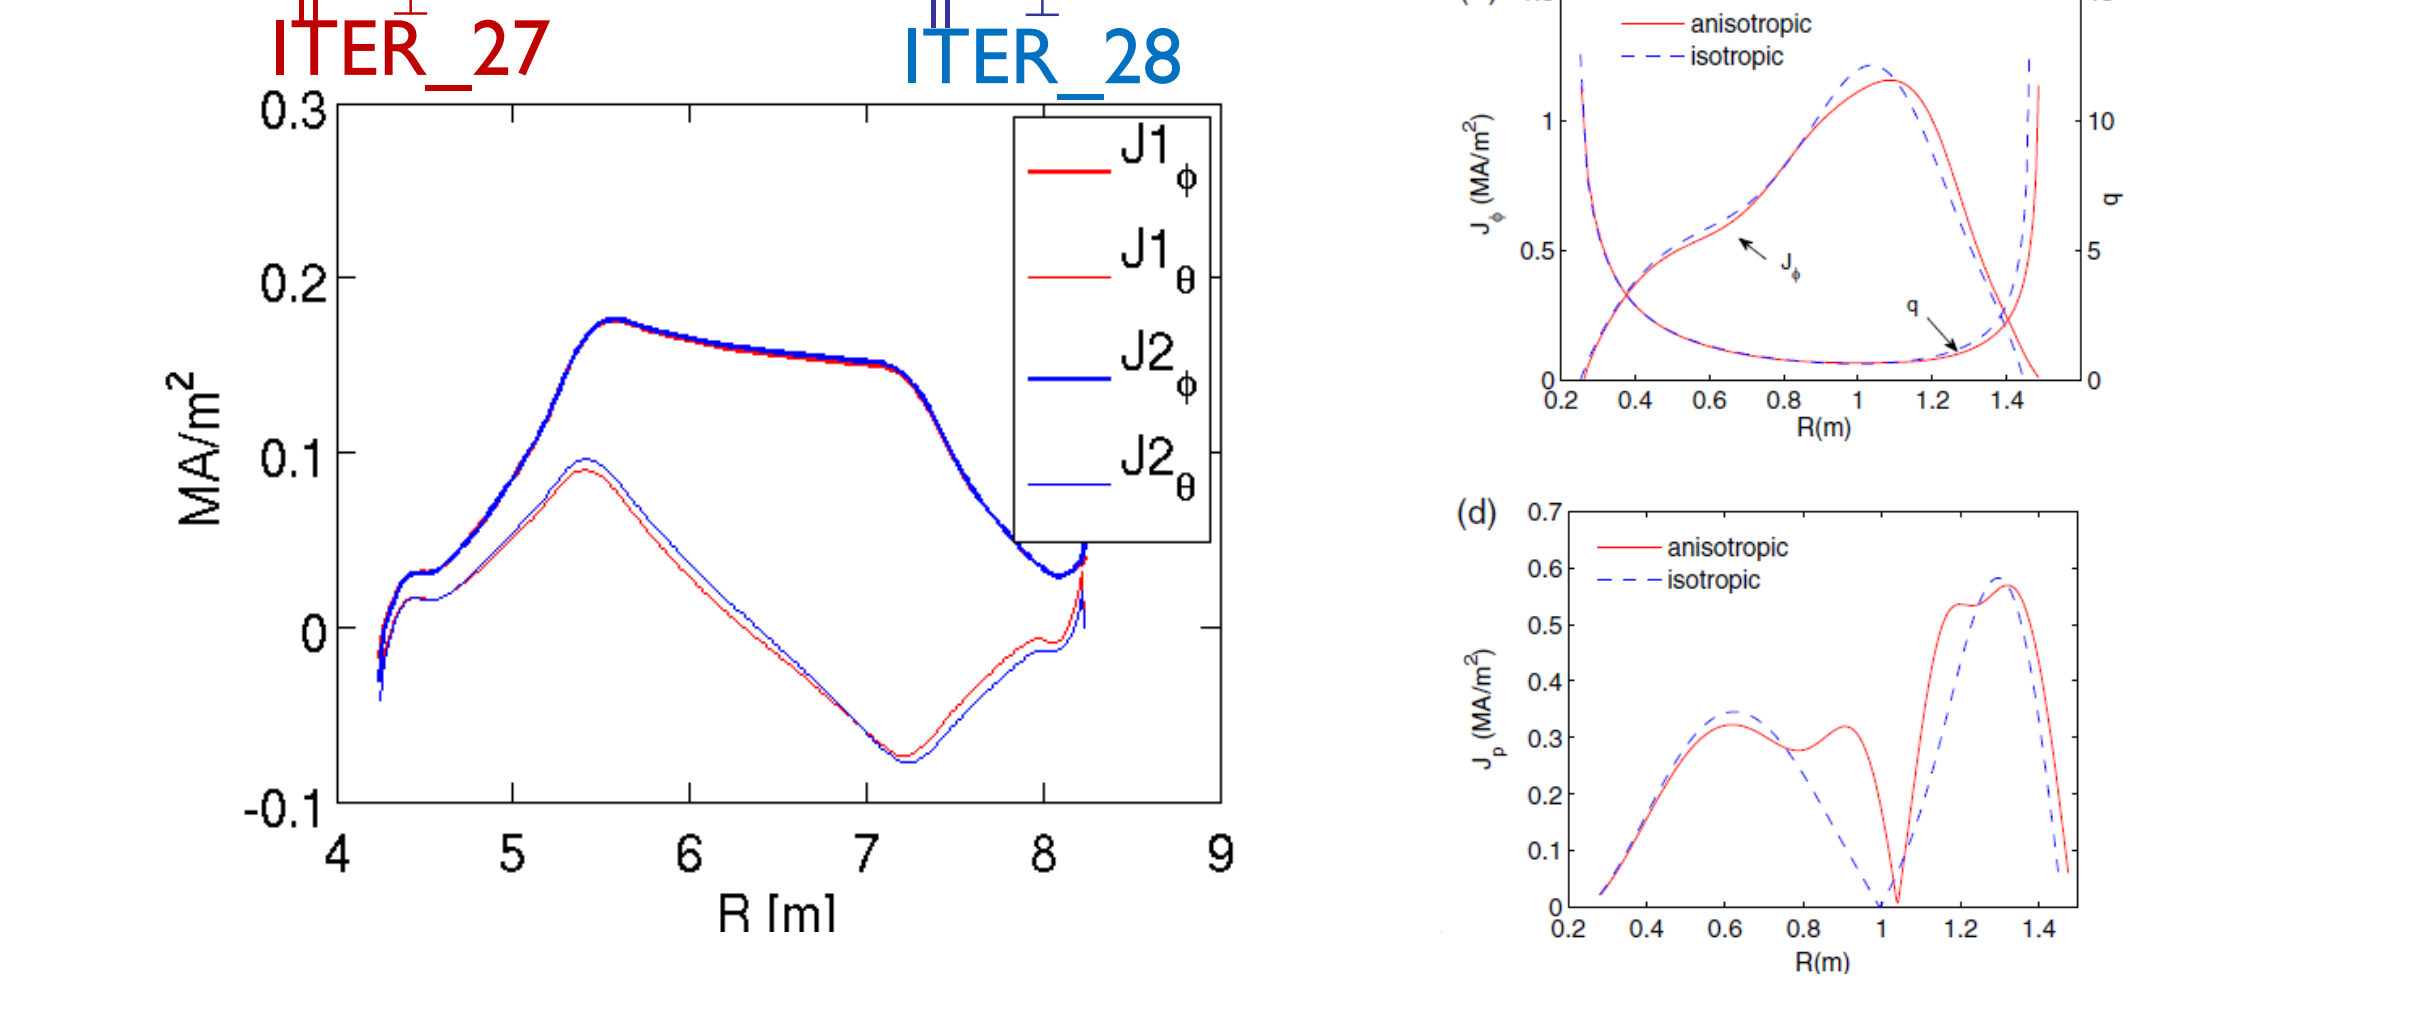 ITER_27
ITER_28
0.3
0.2
0.1
0
-0.1
MA/m²
4 5 6 7 8 9
R [m]
J1ϕ
J1θ
J2ϕ
J2θ
anisotropic
isotropic
1
0.5
0
Jϕ (MA/m²)
10
5
0
q
Jϕ
q
0.2 0.4 0.6 0.8 1 1.2 1.4
R(m)
(d)
0.7
0.6
0.5
0.4
0.3
0.2
0.1
0
Jp (MA/m²)
anisotropic
isotropic
0.2 0.4 0.6 0.8 1 1.2 1.4
R(m)